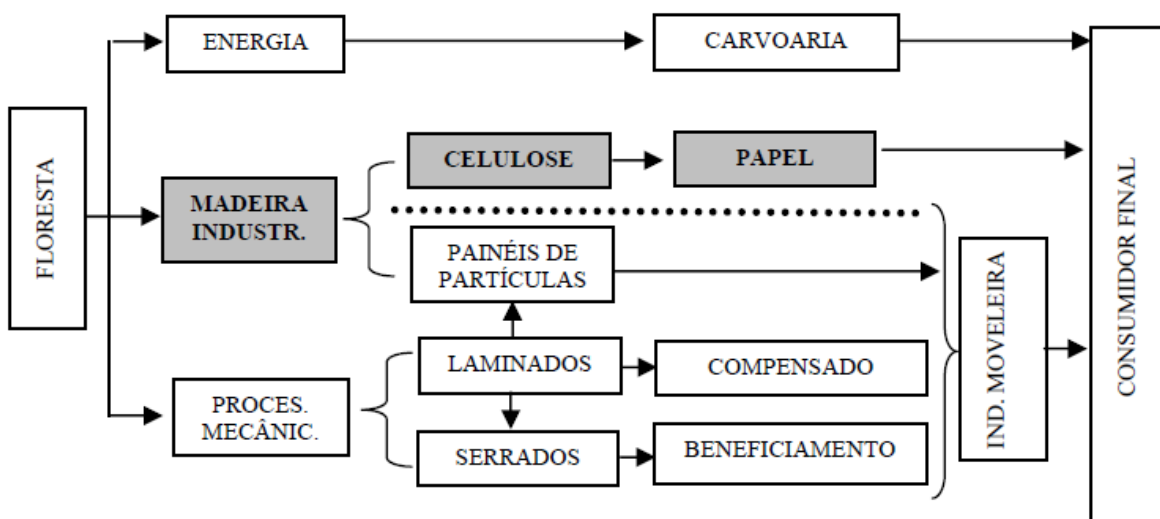 ENERGIA
CARVOARIA
FLORESTA
MADEIRA
INDUSTR.
CELULOSE
PAPEL
PAINÉIS DE
PARTÍCULAS
PROCES.
MECÂNIC.
LAMINADOS
COMPENSADO
SERRADOS
BENEFICIAMENTO
IND. MOVELEIRA
CONSUMIDOR FINAL